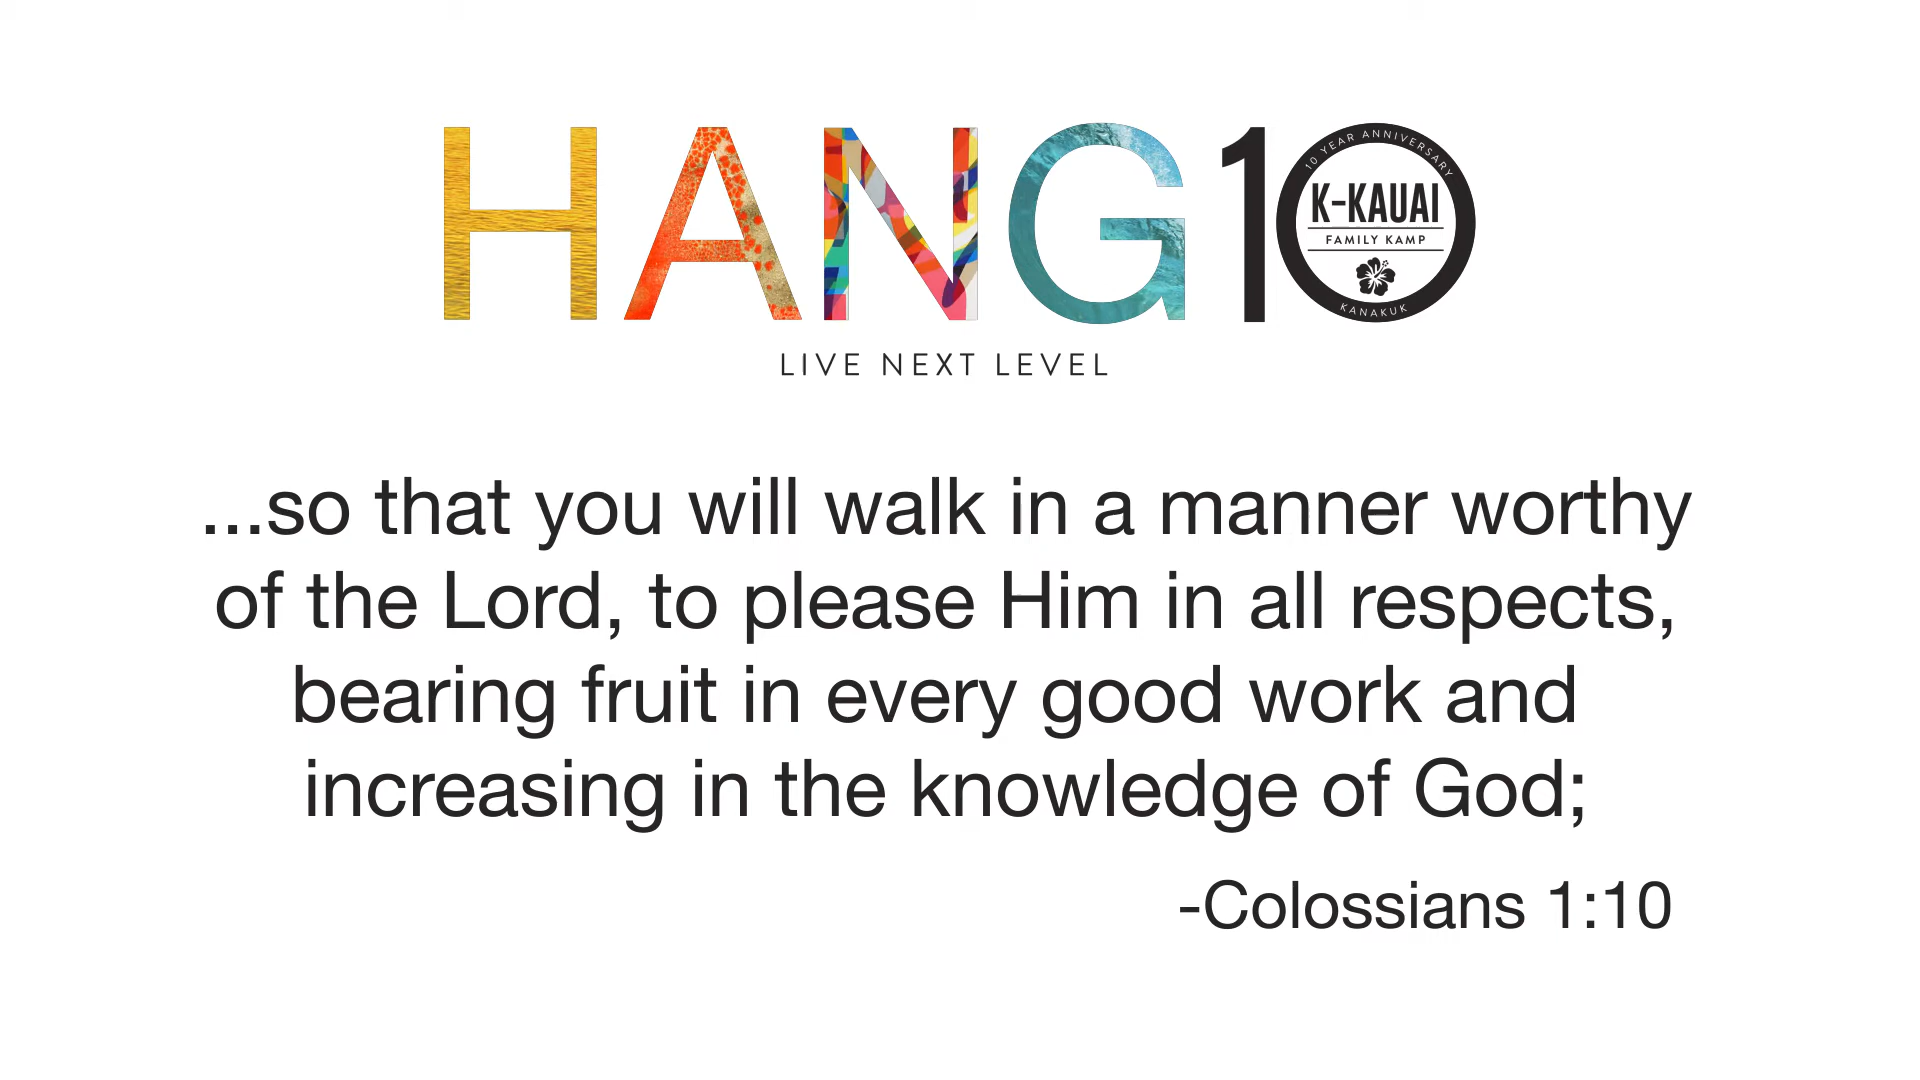 HANG10
10 YEAR ANNIVERSARY
K-KAUAI
FAMILY KAMP
KANAKUK
LIVE NEXT LEVEL
...so that you will walk in a manner worthy
of the Lord, to please Him in all respects,
bearing fruit in every good work and
increasing in the knowledge of God;
-Colossians 1:10